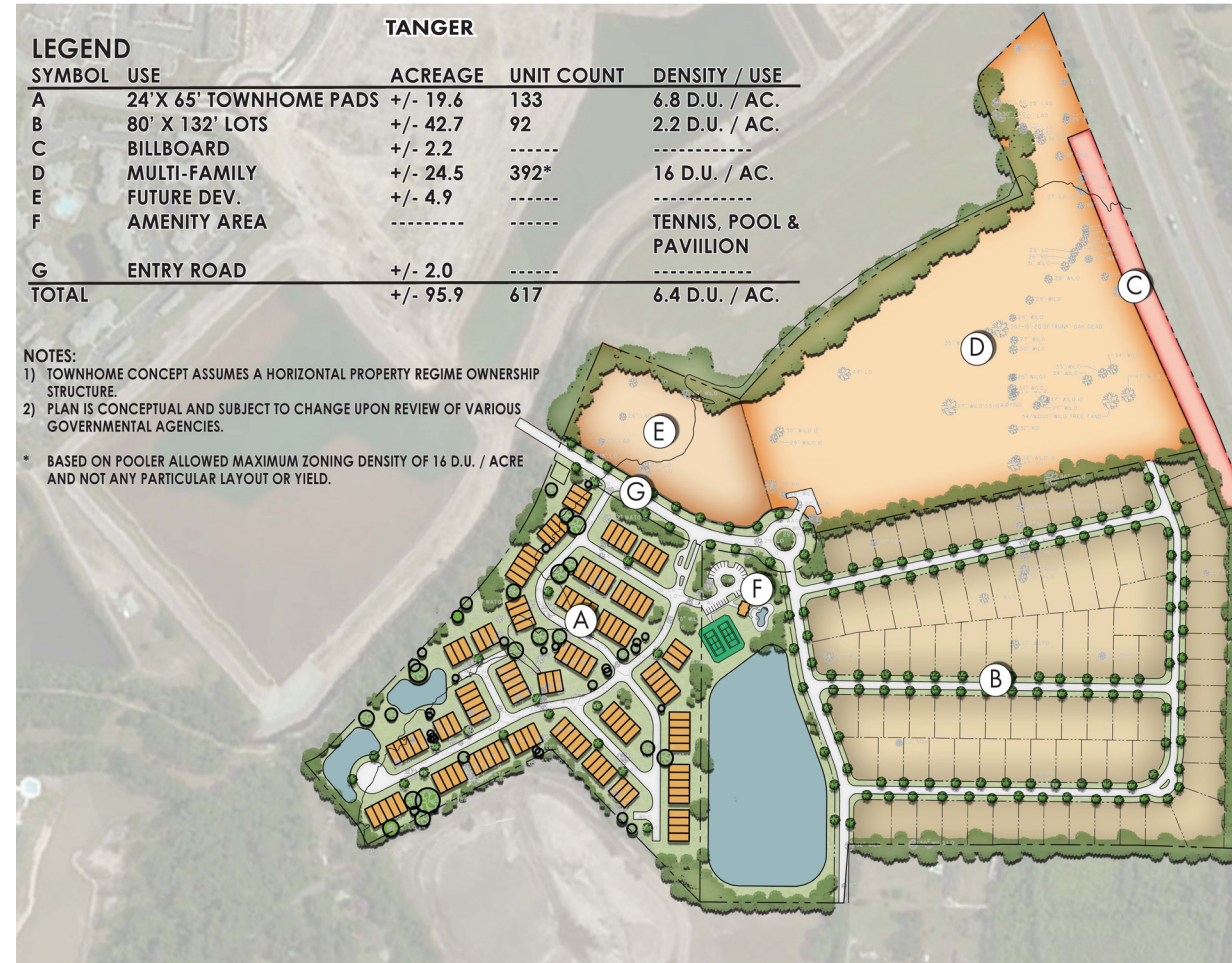 TANGER
LEGEND
SYMBOL USE ACREAGE UNIT COUNT DENSITY / USE
A 24'X 65' TOWNHOME PADS +/- 19.6 133 6.8 D.U. / AC.
B 80' X 132' LOTS +/- 42.7 92 2.2 D.U. / AC.
C BILLBOARD +/- 2.2 ------ ------------
D MULTI-FAMILY +/- 24.5 392* 16 D.U. / AC.
E FUTURE DEV. +/- 4.9 ------ ------------
F AMENITY AREA --------- ------ TENNIS, POOL &
PAVIILION
G ENTRY ROAD +/- 2.0 ------ ------------
TOTAL +/- 95.9 617 6.4 D.U. / AC.
NOTES:
1) TOWNHOME CONCEPT ASSUMES A HORIZONTAL PROPERTY REGIME OWNERSHIP
STRUCTURE.
2) PLAN IS CONCEPTUAL AND SUBJECT TO CHANGE UPON REVIEW OF VARIOUS
GOVERNMENTAL AGENCIES.
* BASED ON POOLER ALLOWED MAXIMUM ZONING DENSITY OF 16 D.U. / ACRE
AND NOT ANY PARTICULAR LAYOUT OR YIELD.
C
D
E
G
F
A
B